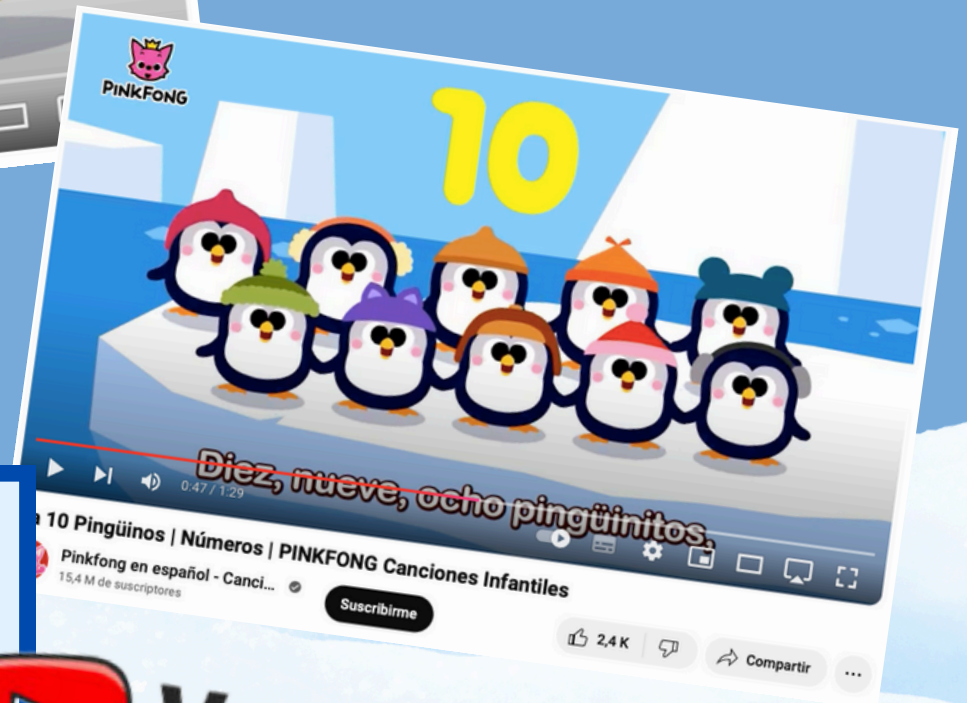 PINKFONG
10
Diez, nueve, ocho pingüinitos,
0:47 / 1:29
10 Pingüinos | Números | PINKFONG Canciones Infantiles
Pinkfong en español - Canci...
15,4 M de suscriptores
Suscribirme
2,4 K
Compartir